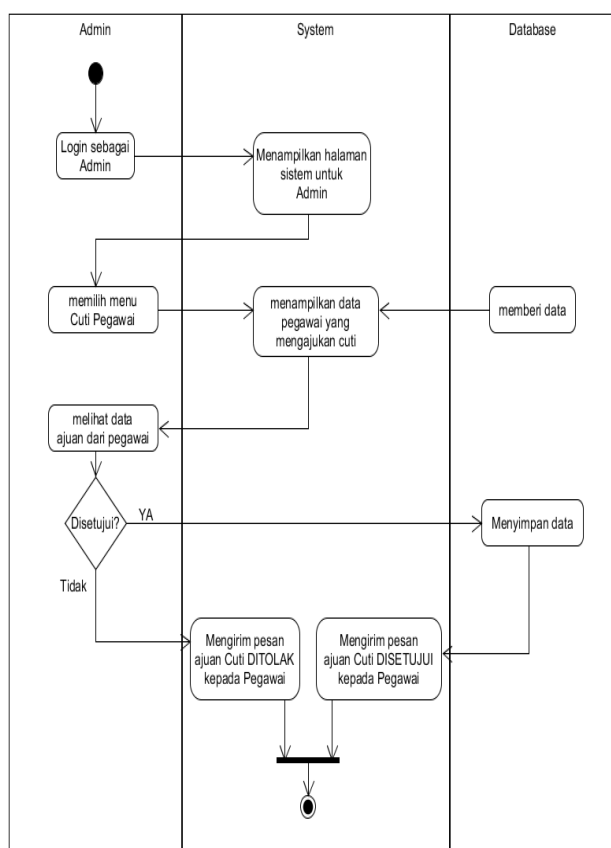 Admin
System
Database
Login sebagai
Admin
Menampilkan halaman
sistem untuk
Admin
memilih menu
Cuti Pegawai
menampilkan data
pegawai yang
mengajukan cuti
memberi data
melihat data
ajuan dari pegawai
Disetujui?
YA
Menyimpan data
Tidak
Mengirim pesan
ajuan Cuti DITOLAK
kepada Pegawai
Mengirim pesan
ajuan Cuti DISETUJUI
kepada Pegawai